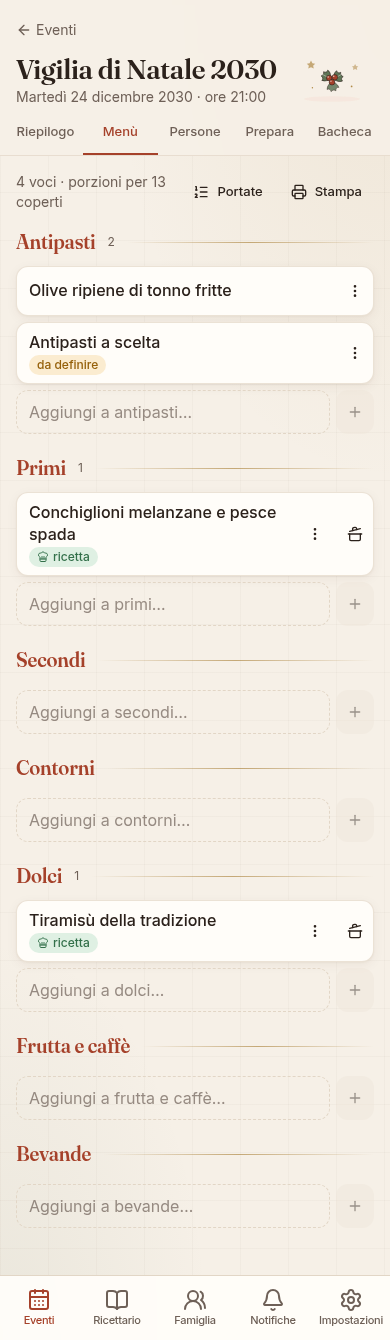 Eventi
Vigilia di Natale 2030
Martedì 24 dicembre 2030 · ore 21:00
Riepilogo Menù Persone Prepara Bacheca
4 voci · porzioni per 13
coperti
Portate Stampa
Antipasti 2
Olive ripiene di tonno fritte
Antipasti a scelta
da definire
Aggiungi a antipasti...
Primi 1
Conchiglioni melanzane e pesce
spada
ricetta
Aggiungi a primi...
Secondi
Aggiungi a secondi...
Contorni
Aggiungi a contorni...
Dolci 1
Tiramisù della tradizione
ricetta
Aggiungi a dolci...
Frutta e caffè
Aggiungi a frutta e caffè...
Bevande
Aggiungi a bevande...
Eventi Ricettario Famiglia Notifiche Impostazioni